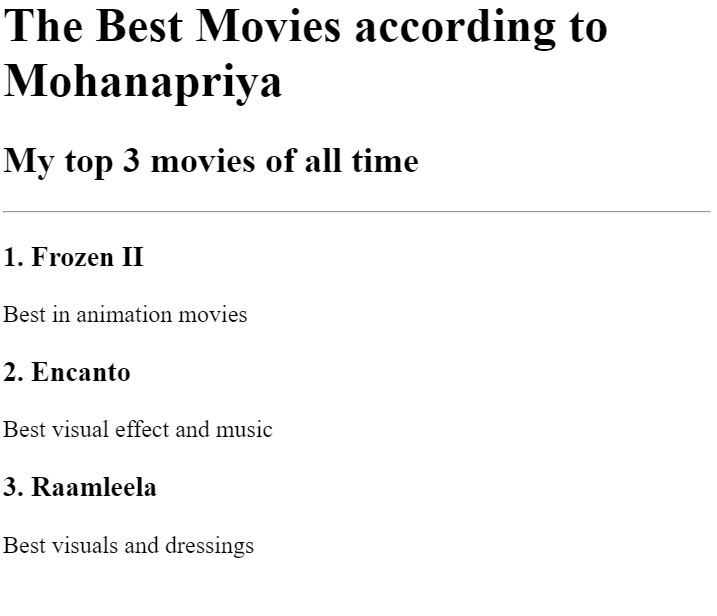 The Best Movies according to
Mohanapriya
My top 3 movies of all time
1. Frozen II
Best in animation movies
2. Encanto
Best visual effect and music
3. Raamleela
Best visuals and dressings